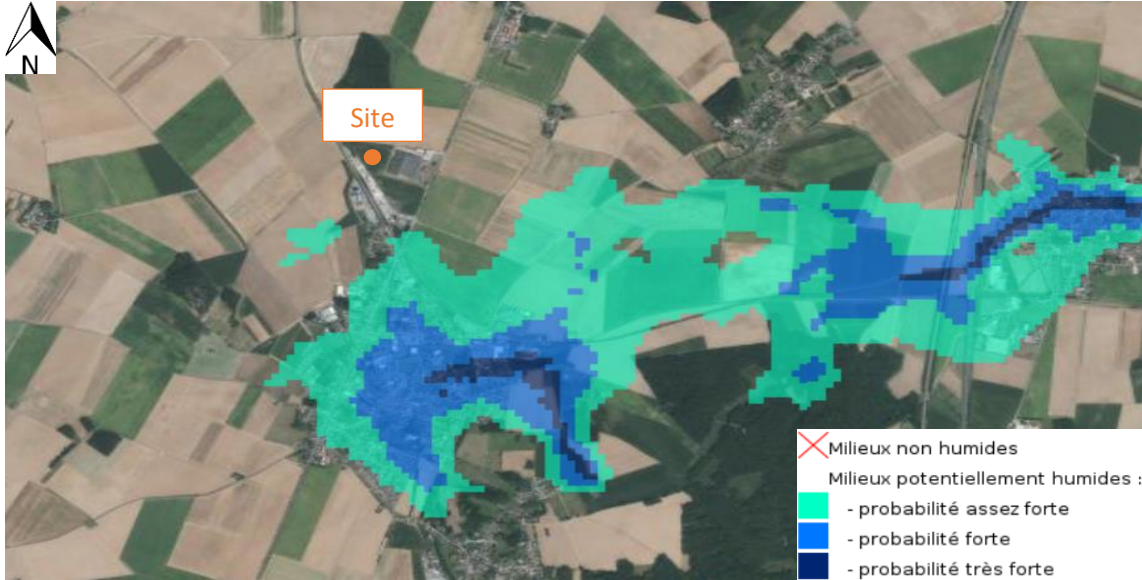 N
Site
Milieux non humides
Milieux potentiellement humides :
- probabilité assez forte
- probabilité forte
- probabilité très forte